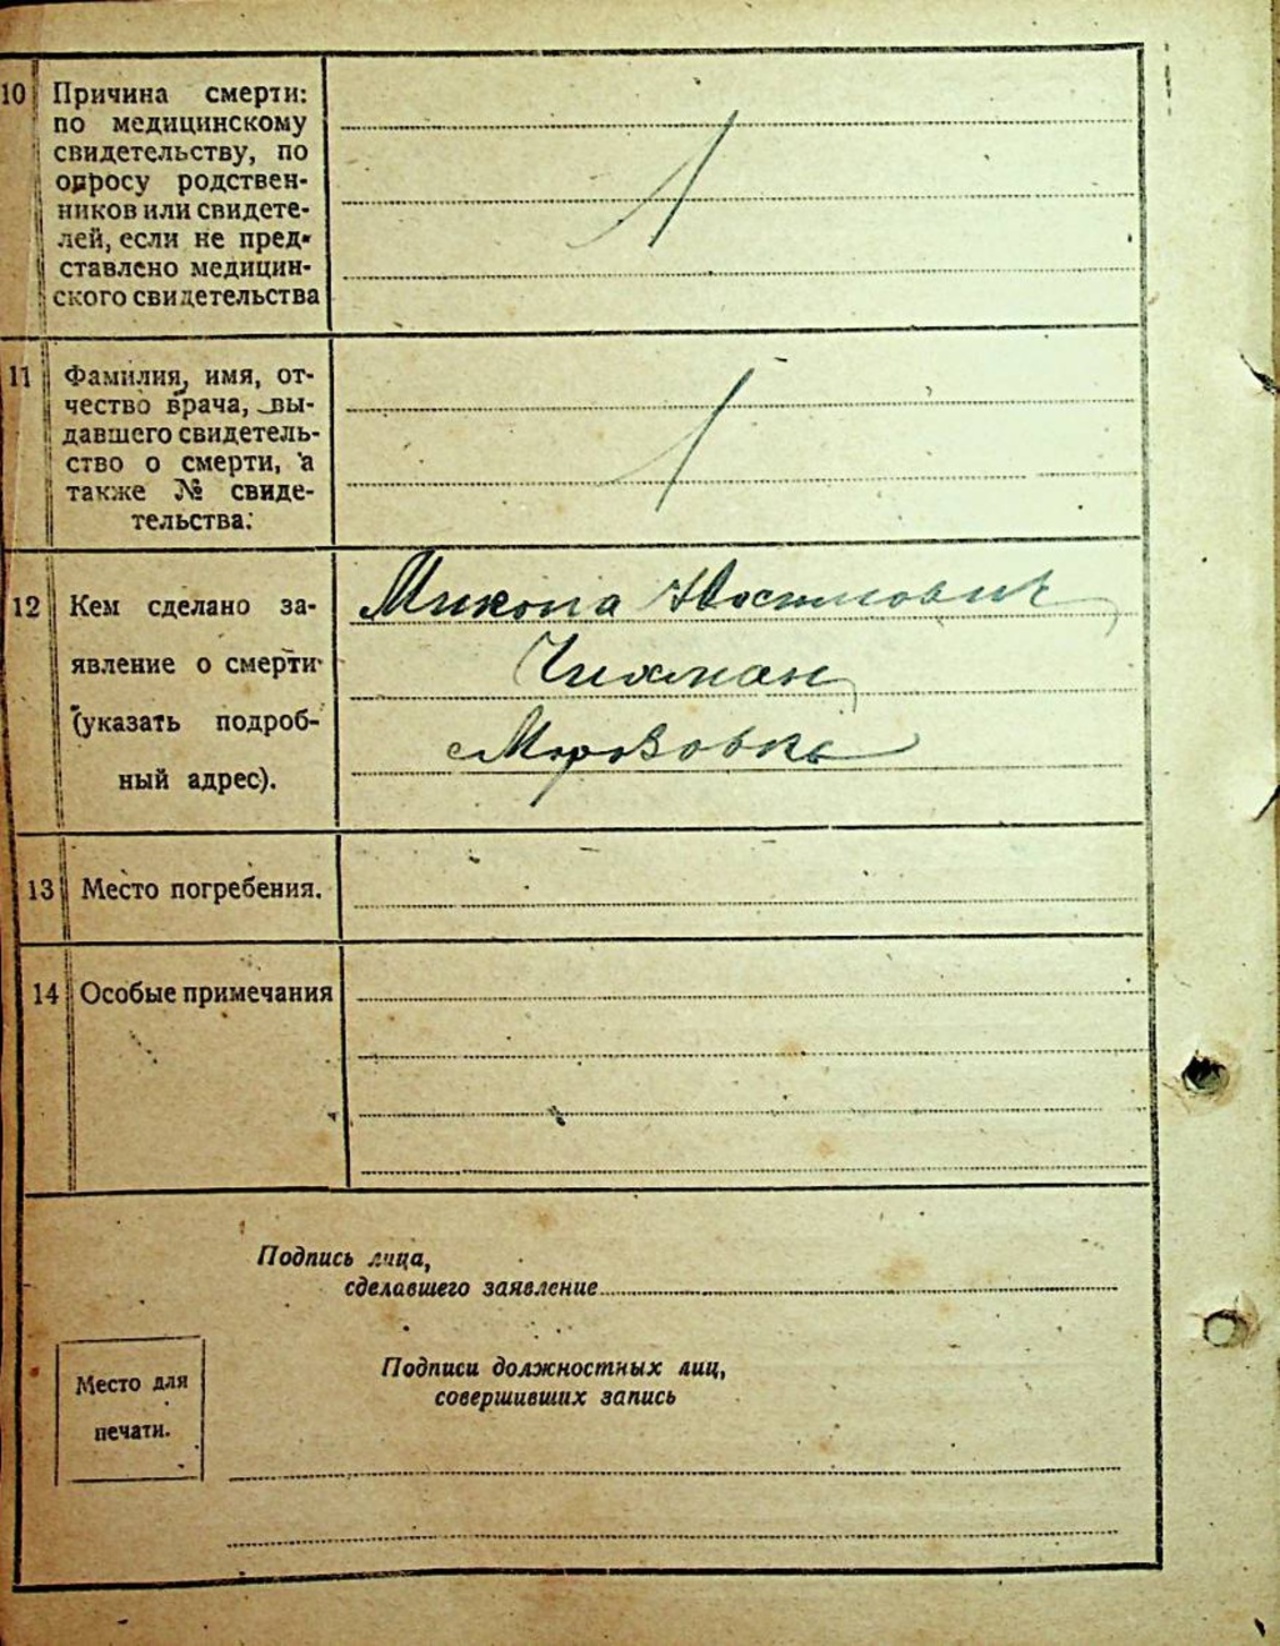 10 Причина смерти:
по медицинскому
свидетельству, по
опросу родствен-
ников или свидете-
лей, если не пред-
ставлено медицин-
ского свидетельства
11 Фамилия, имя, от-
чество врача, вы-
давшего свидетель-
ство о смерти, а
также № свиде-
тельства.
12 Кем сделано за-
явление о смерти
(указать подроб-
ный адрес).
Микола
Чихман
с Морозовка
13 Место погребения.
14 Особые примечания
Подпись лица,
сделавшего заявление
Место для
печати.
Подписи должностных лиц,
совершивших запись